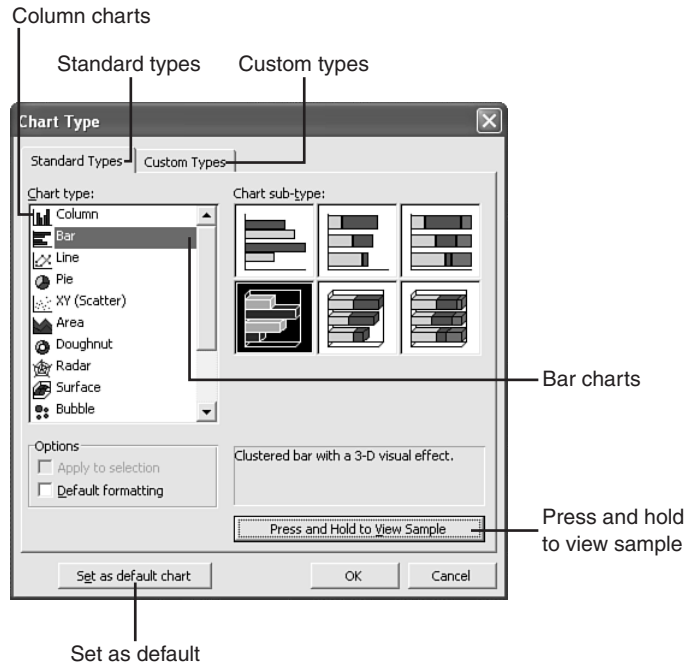 Column charts
Standard types
Custom types
Chart Type
Standard Types
Custom Types
Chart type:
Column
Bar
Line
Pie
XY (Scatter)
Area
Doughnut
Radar
Surface
Bubble
Chart sub-type:
Bar charts
Options
Apply to selection
Default formatting
Clustered bar with a 3-D visual effect.
Press and Hold to View Sample
Press and hold
to view sample
Set as default chart
OK
Cancel
Set as default